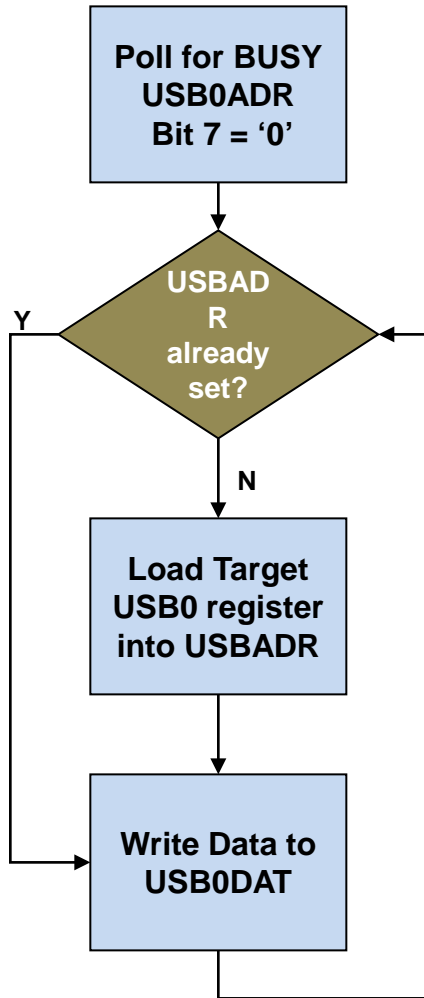 Poll for BUSY
USB0ADR
Bit 7 = ‘0’
USBAD
R
already
set?
Y
N
Load Target
USB0 register
into USBADR
Write Data to
USB0DAT